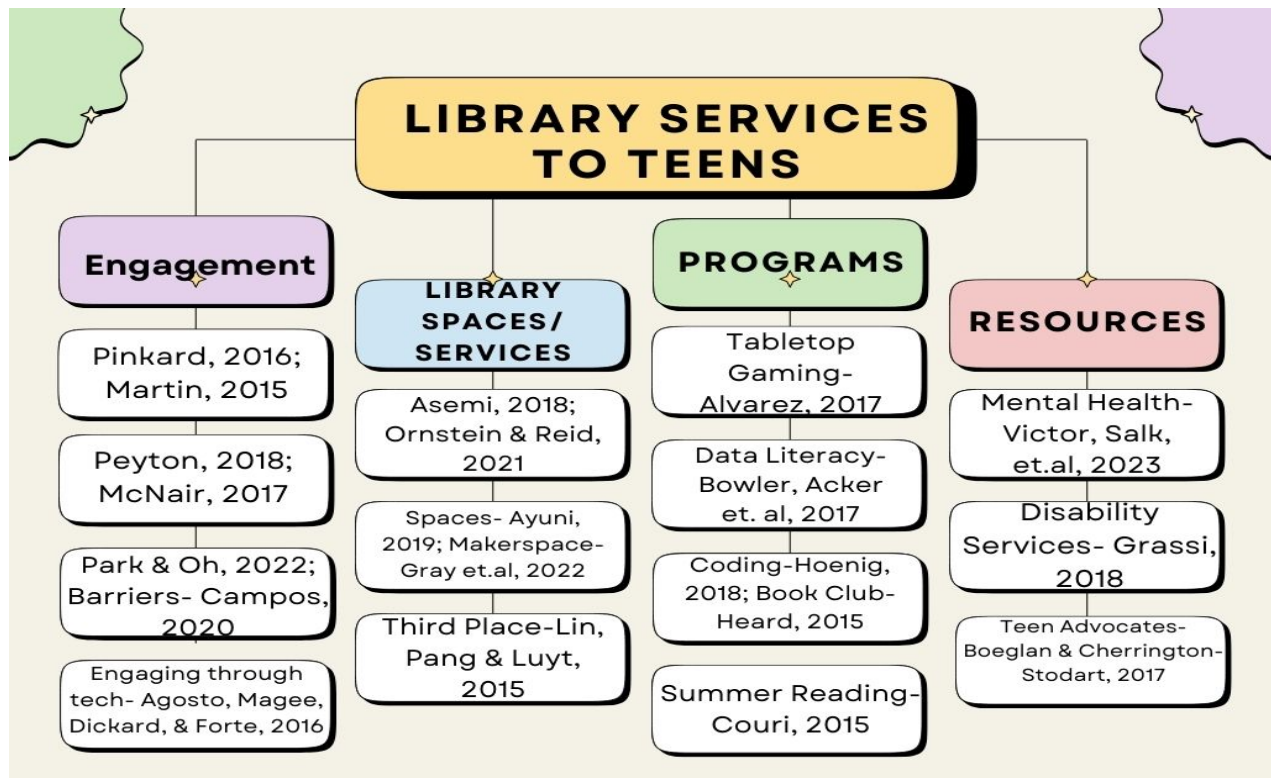 LIBRARY SERVICES
TO TEENS
Engagement
Pinkard, 2016;
Martin, 2015
Peyton, 2018;
McNair, 2017
Park & Oh, 2022;
Barriers- Campos,
2020
Engaging through
tech- Agosto, Magee,
Dickard, & Forte, 2016
LIBRARY
SPACES/
SERVICES
Asemi, 2018;
Ornstein & Reid,
2021
Spaces- Ayuni,
2019; Makerspace-
Gray et.al, 2022
Third Place-Lin,
Pang & Luyt,
2015
PROGRAMS
Tabletop
Gaming-
Alvarez, 2017
Data Literacy-
Bowler, Acker
et. al, 2017
Coding-Hoenig,
2018; Book Club-
Heard, 2015
Summer Reading-
Couri, 2015
RESOURCES
Mental Health-
Victor, Salk,
et.al, 2023
Disability
Services- Grassi,
2018
Teen Advocates-
Boeglan & Cherrington-
Stodart, 2017